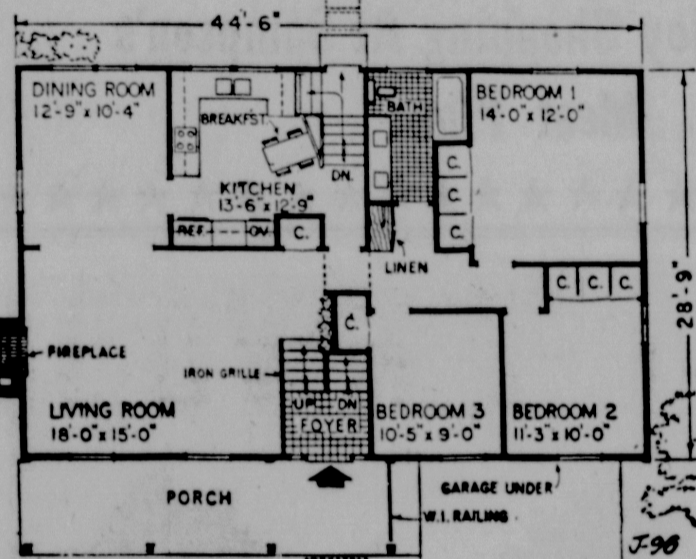 44'-6"
DINING ROOM
12'-9" x 10'-4"
BREAKFST.
KITCHEN
13'-6" x 12'-9"
DN.
REF.
OV.
C.
BATH
LINEN
BEDROOM 1
14'-0" x 12'-0"
C.
C.
C.
C.
C.
C.
28'-9"
FIREPLACE
LIVING ROOM
18'-0" x 15'-0"
IRON GRILLE
C.
UP
DN
FOYER
BEDROOM 3
10'-5" x 9'-0"
BEDROOM 2
11'-3" x 10'-0"
PORCH
GARAGE UNDER
W.I. RAILING
J-96